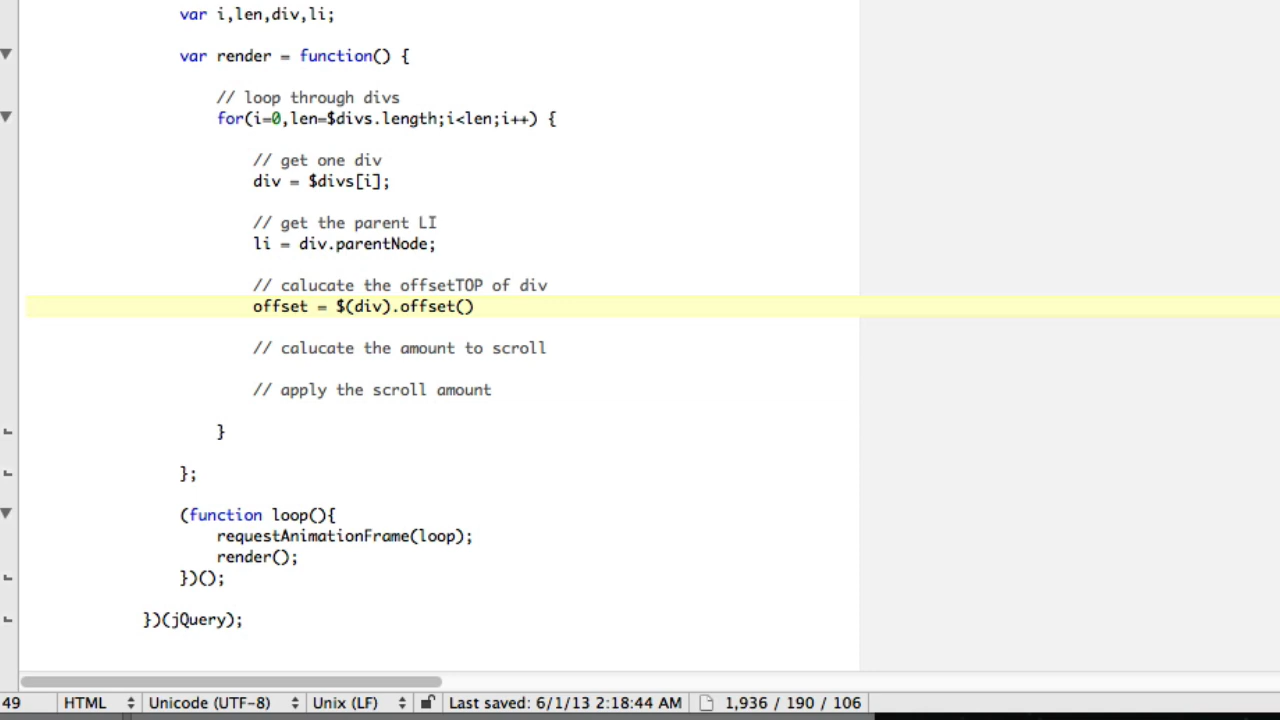 var i,len,div,li;
var render = function() {
// loop through divs
for(i=0,len=$divs.length;i<len;i++) {
// get one div
div = $divs[i];
// get the parent LI
li = div.parentNode;
// calucate the offsetTOP of div
offset = $(div).offset()
// calucate the amount to scroll
// apply the scroll amount
}
};
(function loop(){
requestAnimationFrame(loop);
render();
})();
})(jQuery);
49 HTML Unicode (UTF-8) Unix (LF) Last saved: 6/1/13 2:18:44 AM 1,936 / 190 / 106